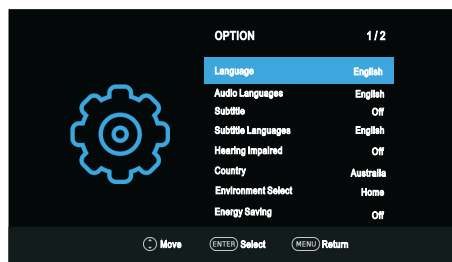 OPTION 1 / 2
Language English
Audio Languages English
Subtitle Off
Subtitle Languages English
Hearing Impaired Off
Country Australia
Environment Select Home
Energy Saving Off
Move ENTER Select MENU Return